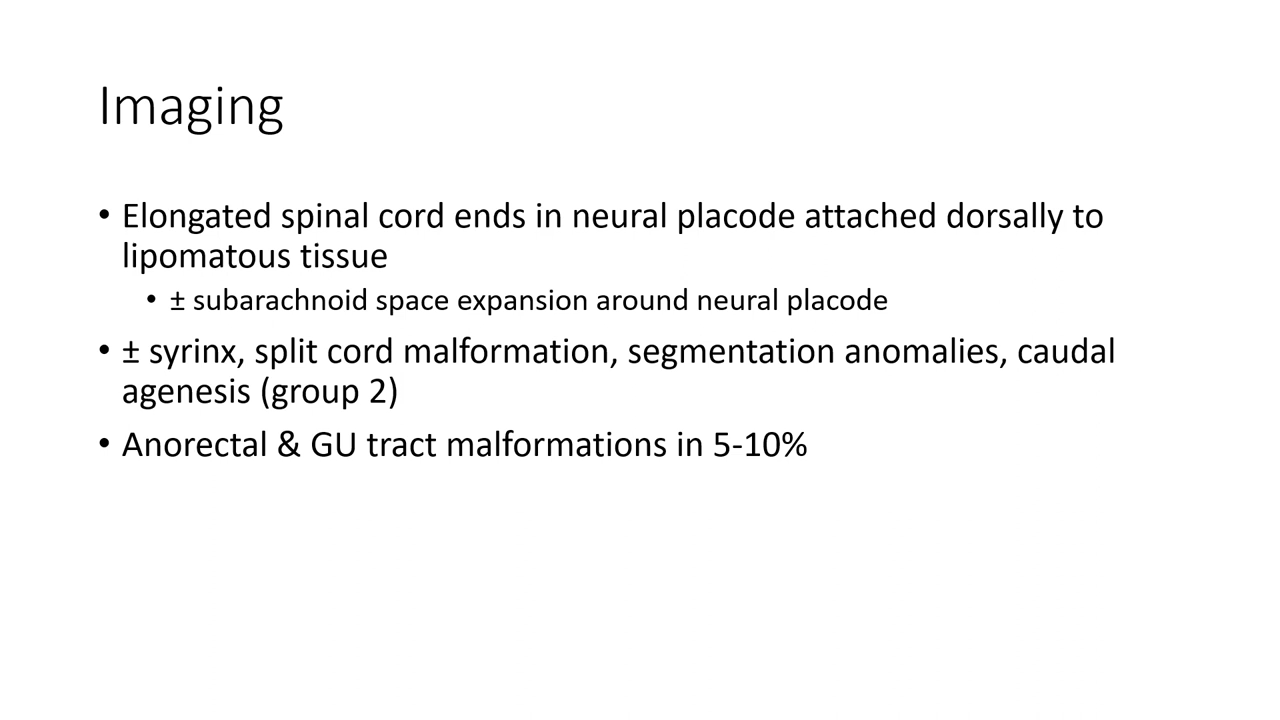 Imaging
• Elongated spinal cord ends in neural placode attached dorsally to
lipomatous tissue
• ± subarachnoid space expansion around neural placode
• ± syrinx, split cord malformation, segmentation anomalies, caudal
agenesis (group 2)
• Anorectal & GU tract malformations in 5-10%